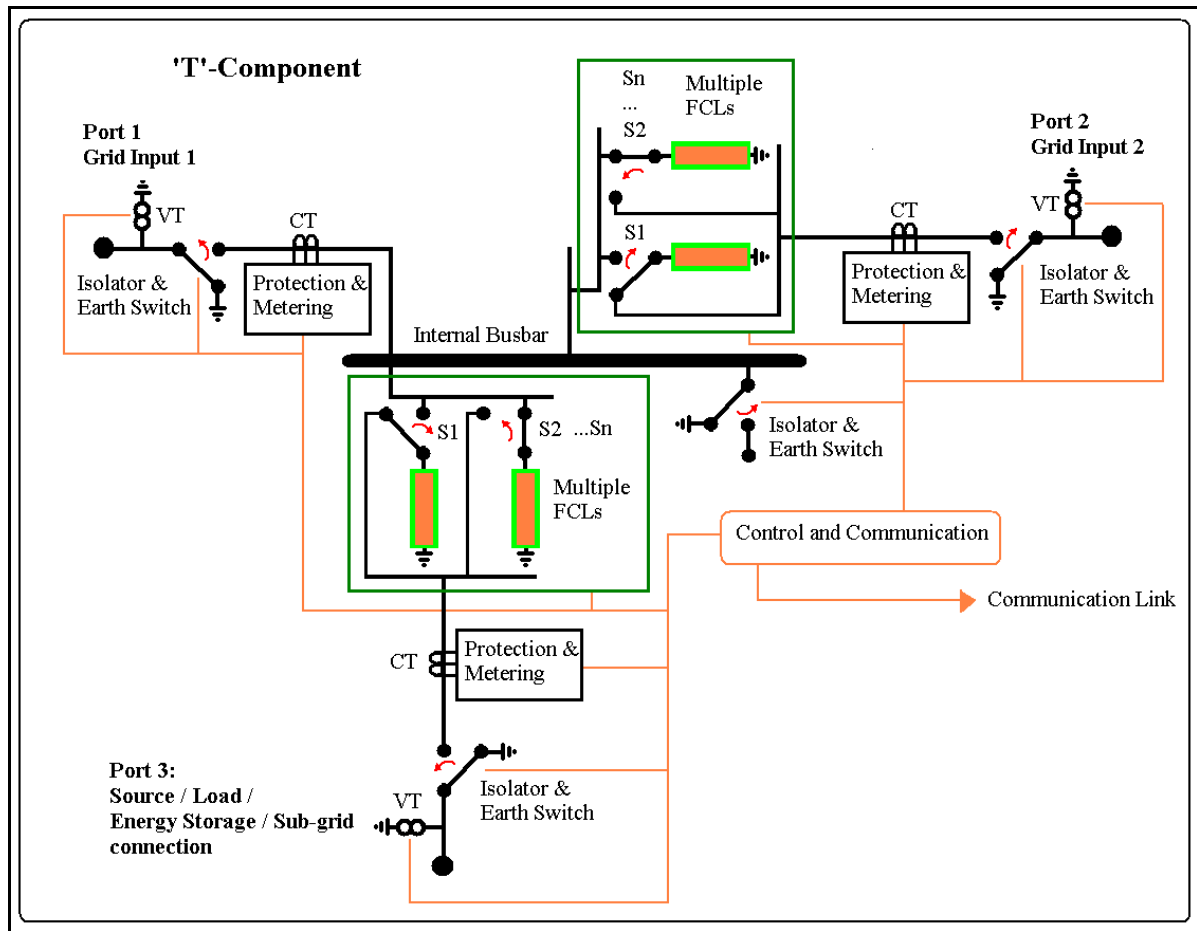 'T'-Component
Port 1
Grid Input 1
VT
CT
Isolator &
Earth Switch
Protection &
Metering
Sn
...
S2
Multiple
FCLs
S1
Port 2
Grid Input 2
VT
CT
Protection &
Metering
Isolator &
Earth Switch
Internal Busbar
S1
S2 ...Sn
Multiple
FCLs
Isolator &
Earth Switch
Control and Communication
Communication Link
CT
Protection &
Metering
Port 3:
Source / Load /
Energy Storage / Sub-grid
connection
VT
Isolator &
Earth Switch